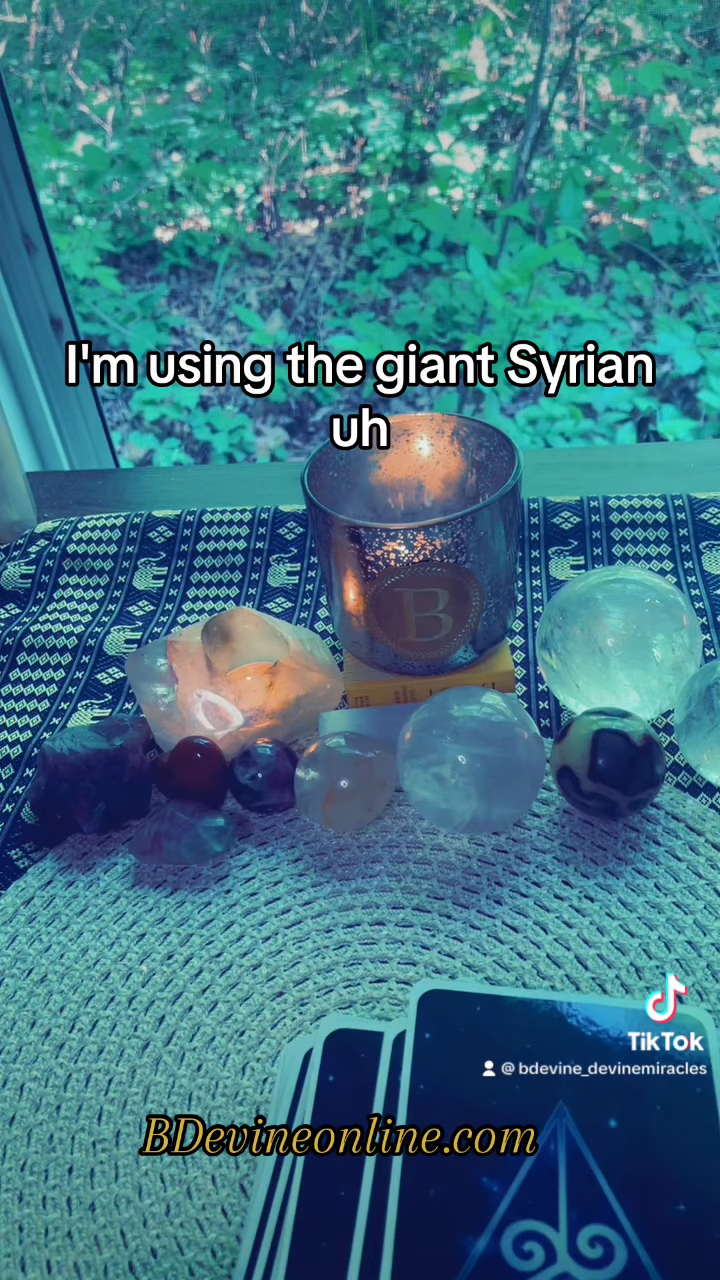 I'm using the giant Syrian
uh
B
TikTok
@bdevine_devinemiracles
BDevineonline.com